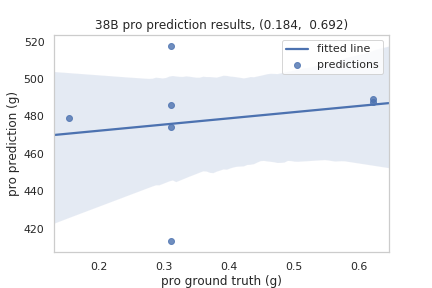 38B pro prediction results, (0.184,  0.692)
fitted line
predictions
520
500
480
460
440
420
pro prediction (g)
0.2
0.3
0.4
0.5
0.6
pro ground truth (g)